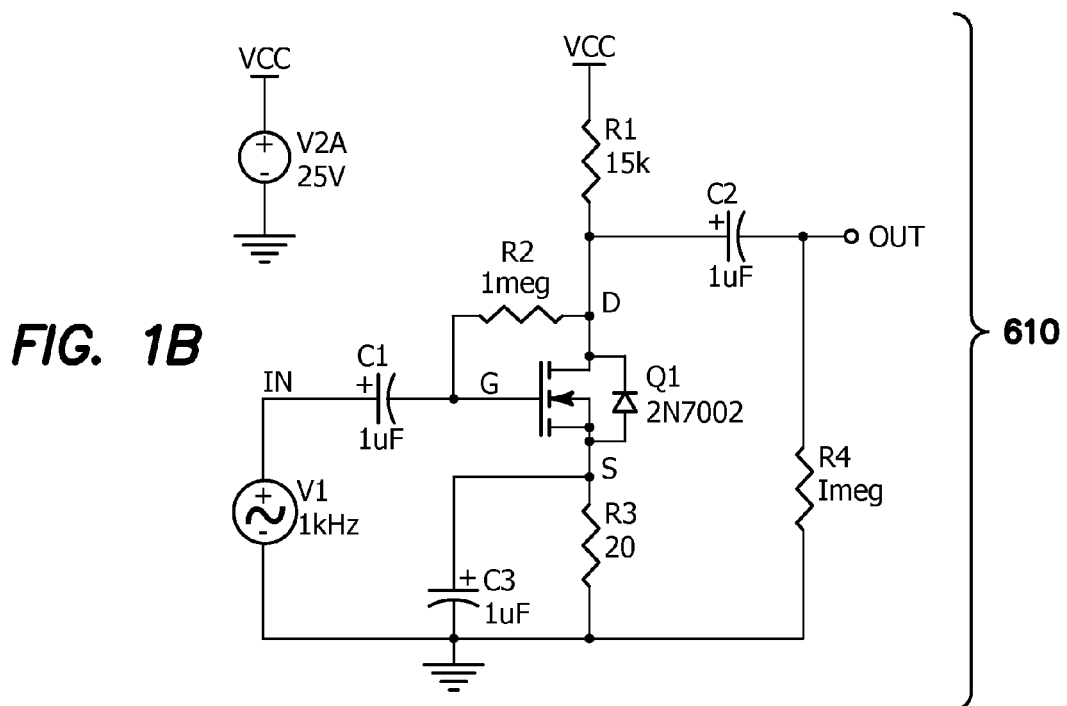 VCC
VCC
+
V2A
-
25V
R1
15k
C2
+
1uF
OUT
R2
1meg
D
FIG. 1B
610
C1
IN
+
1uF
G
Q1
2N7002
S
V1
+
1kHz
-
R3
20
R4
Imeg
+ C3
1uF